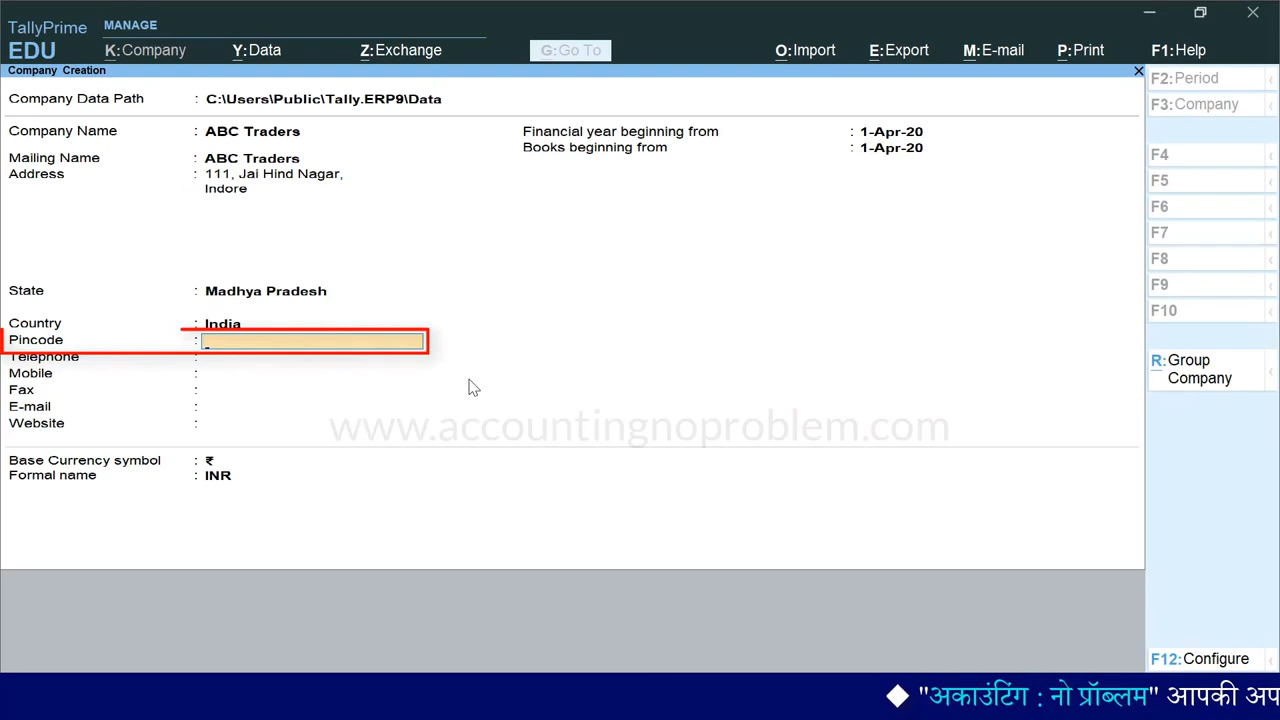 TallyPrime
EDU
MANAGE
K:Company
Y:Data
Z:Exchange
G:Go To
O:Import
E:Export
M:E-mail
P:Print
F1:Help
Company Creation
Company Data Path : C:\Users\Public\Tally.ERP9\Data
Company Name : ABC Traders
Financial year beginning from : 1-Apr-20
Books beginning from : 1-Apr-20
Mailing Name : ABC Traders
Address : 111, Jai Hind Nagar,
Indore
State : Madhya Pradesh
Country : India
Pincode :
Telephone :
Mobile :
Fax :
E-mail :
Website :
www.accountingnoproblem.com
Base Currency symbol : ₹
Formal name : INR
F2:Period
F3:Company
F4
F5
F6
F7
F8
F9
F10
R:Group
Company
F12:Configure
"अकाउंटिंग : नो प्रॉब्लम" आपकी अप